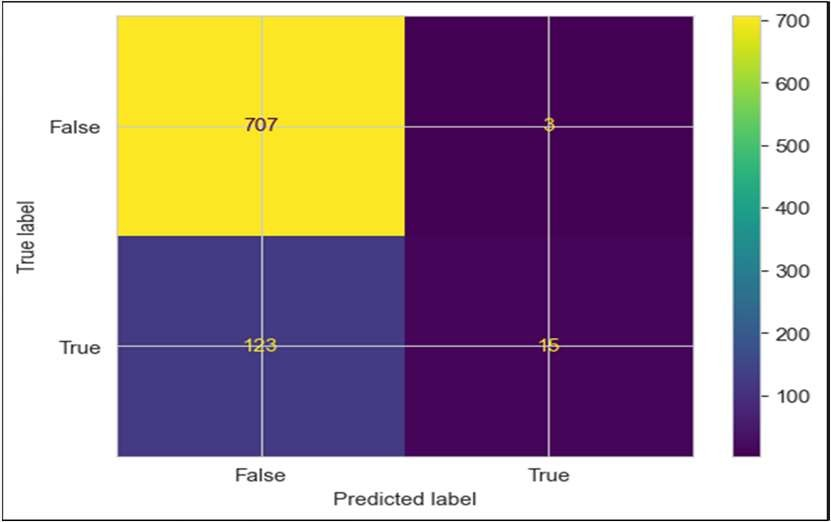 True label
False
707
3
True
123
15
False
True
Predicted label
700
600
500
400
300
200
100